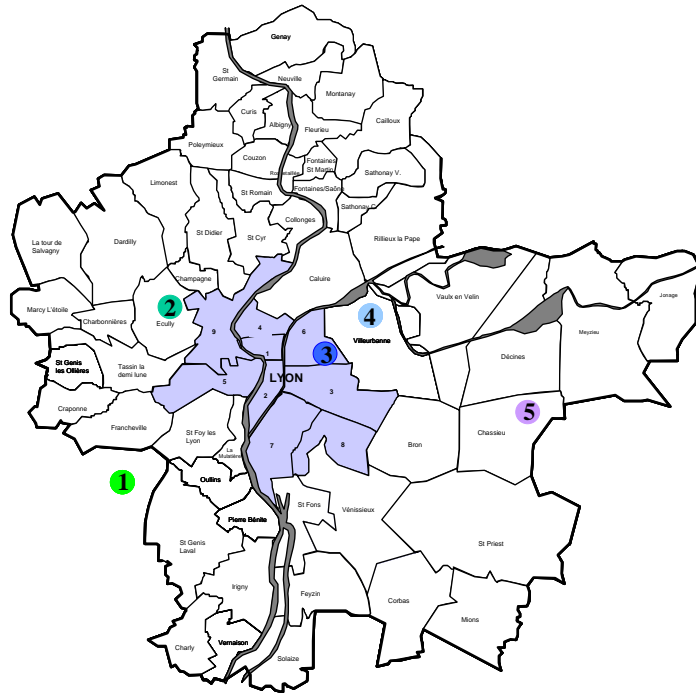 Genay
St
Germain
Neuville
Montanay
Curis
Albigny
Fleurieu
Cailloux
Poleymieux
Couzon
Fontaines
St Martin
Limonest
Sathonay V.
St Romain
Fontaines/Saône
Sathonay C.
Collonges
La tour de
Salvagny
Dardilly
St Didier
St Cyr
Rillieux la Pape
Caluire
Champagne
Vaulx en Velin
Jonage
Marcy L'étoile
2
Charbonnières
Ecully
9
4
6
4
Villeurbanne
Meyzieu
1
3
Décines
St Genis
les Ollières
Tassin la
demi lune
5
LYON
2
3
Craponne
Francheville
St Foy les
Lyon
La
Mulatière
7
8
Bron
Chassieu
5
1
Oullins
Pierre Bénite
St Fons
Vénissieux
St Genis
Laval
St Priest
Irigny
Feyzin
Corbas
Mions
Charly
Vernaison
Solaize